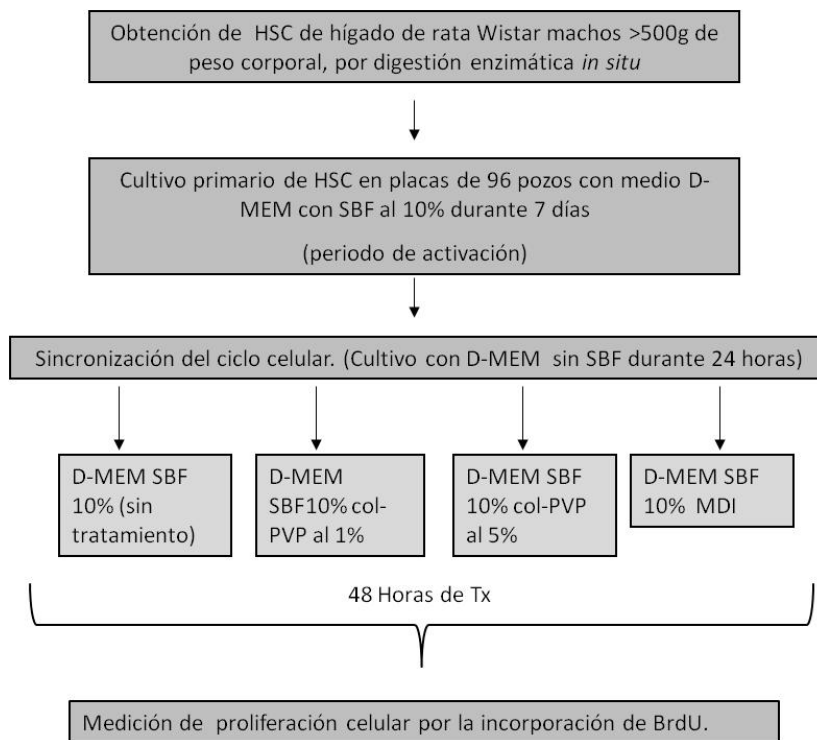 Obtención de HSC de hígado de rata Wistar machos >500g de
peso corporal, por digestión enzimática in situ
Cultivo primario de HSC en placas de 96 pozos con medio D-
MEM con SBF al 10% durante 7 días
(periodo de activación)
Sincronización del ciclo celular. (Cultivo con D-MEM sin SBF durante 24 horas)
D-MEM SBF
10% (sin
tratamiento)
D-MEM
SBF10% col-
PVP al 1%
D-MEM SBF
10% col-PVP
al 5%
D-MEM SBF
10% MDI
48 Horas de Tx
Medición de proliferación celular por la incorporación de BrdU.